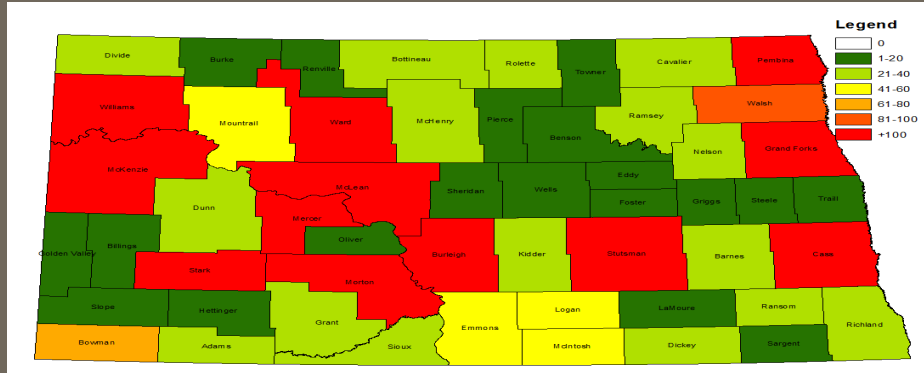 Legend
0
1-20
21-40
41-60
61-80
81-100
+100
Divide
Burke
Renville
Bottineau
Rolette
Towner
Cavalier
Pembina
Williams
Mountrail
Ward
McHenry
Pierce
Benson
Ramsey
Walsh
Nelson
Grand Forks
McKenzie
Dunn
McLean
Mercer
Oliver
Sheridan
Wells
Eddy
Foster
Griggs
Steele
Traill
Golden Valley
Billings
Stark
Morton
Burleigh
Kidder
Stutsman
Barnes
Cass
Slope
Hettinger
Grant
Emmons
Logan
LaMoure
Ransom
Richland
Bowman
Adams
Sioux
McIntosh
Dickey
Sargent